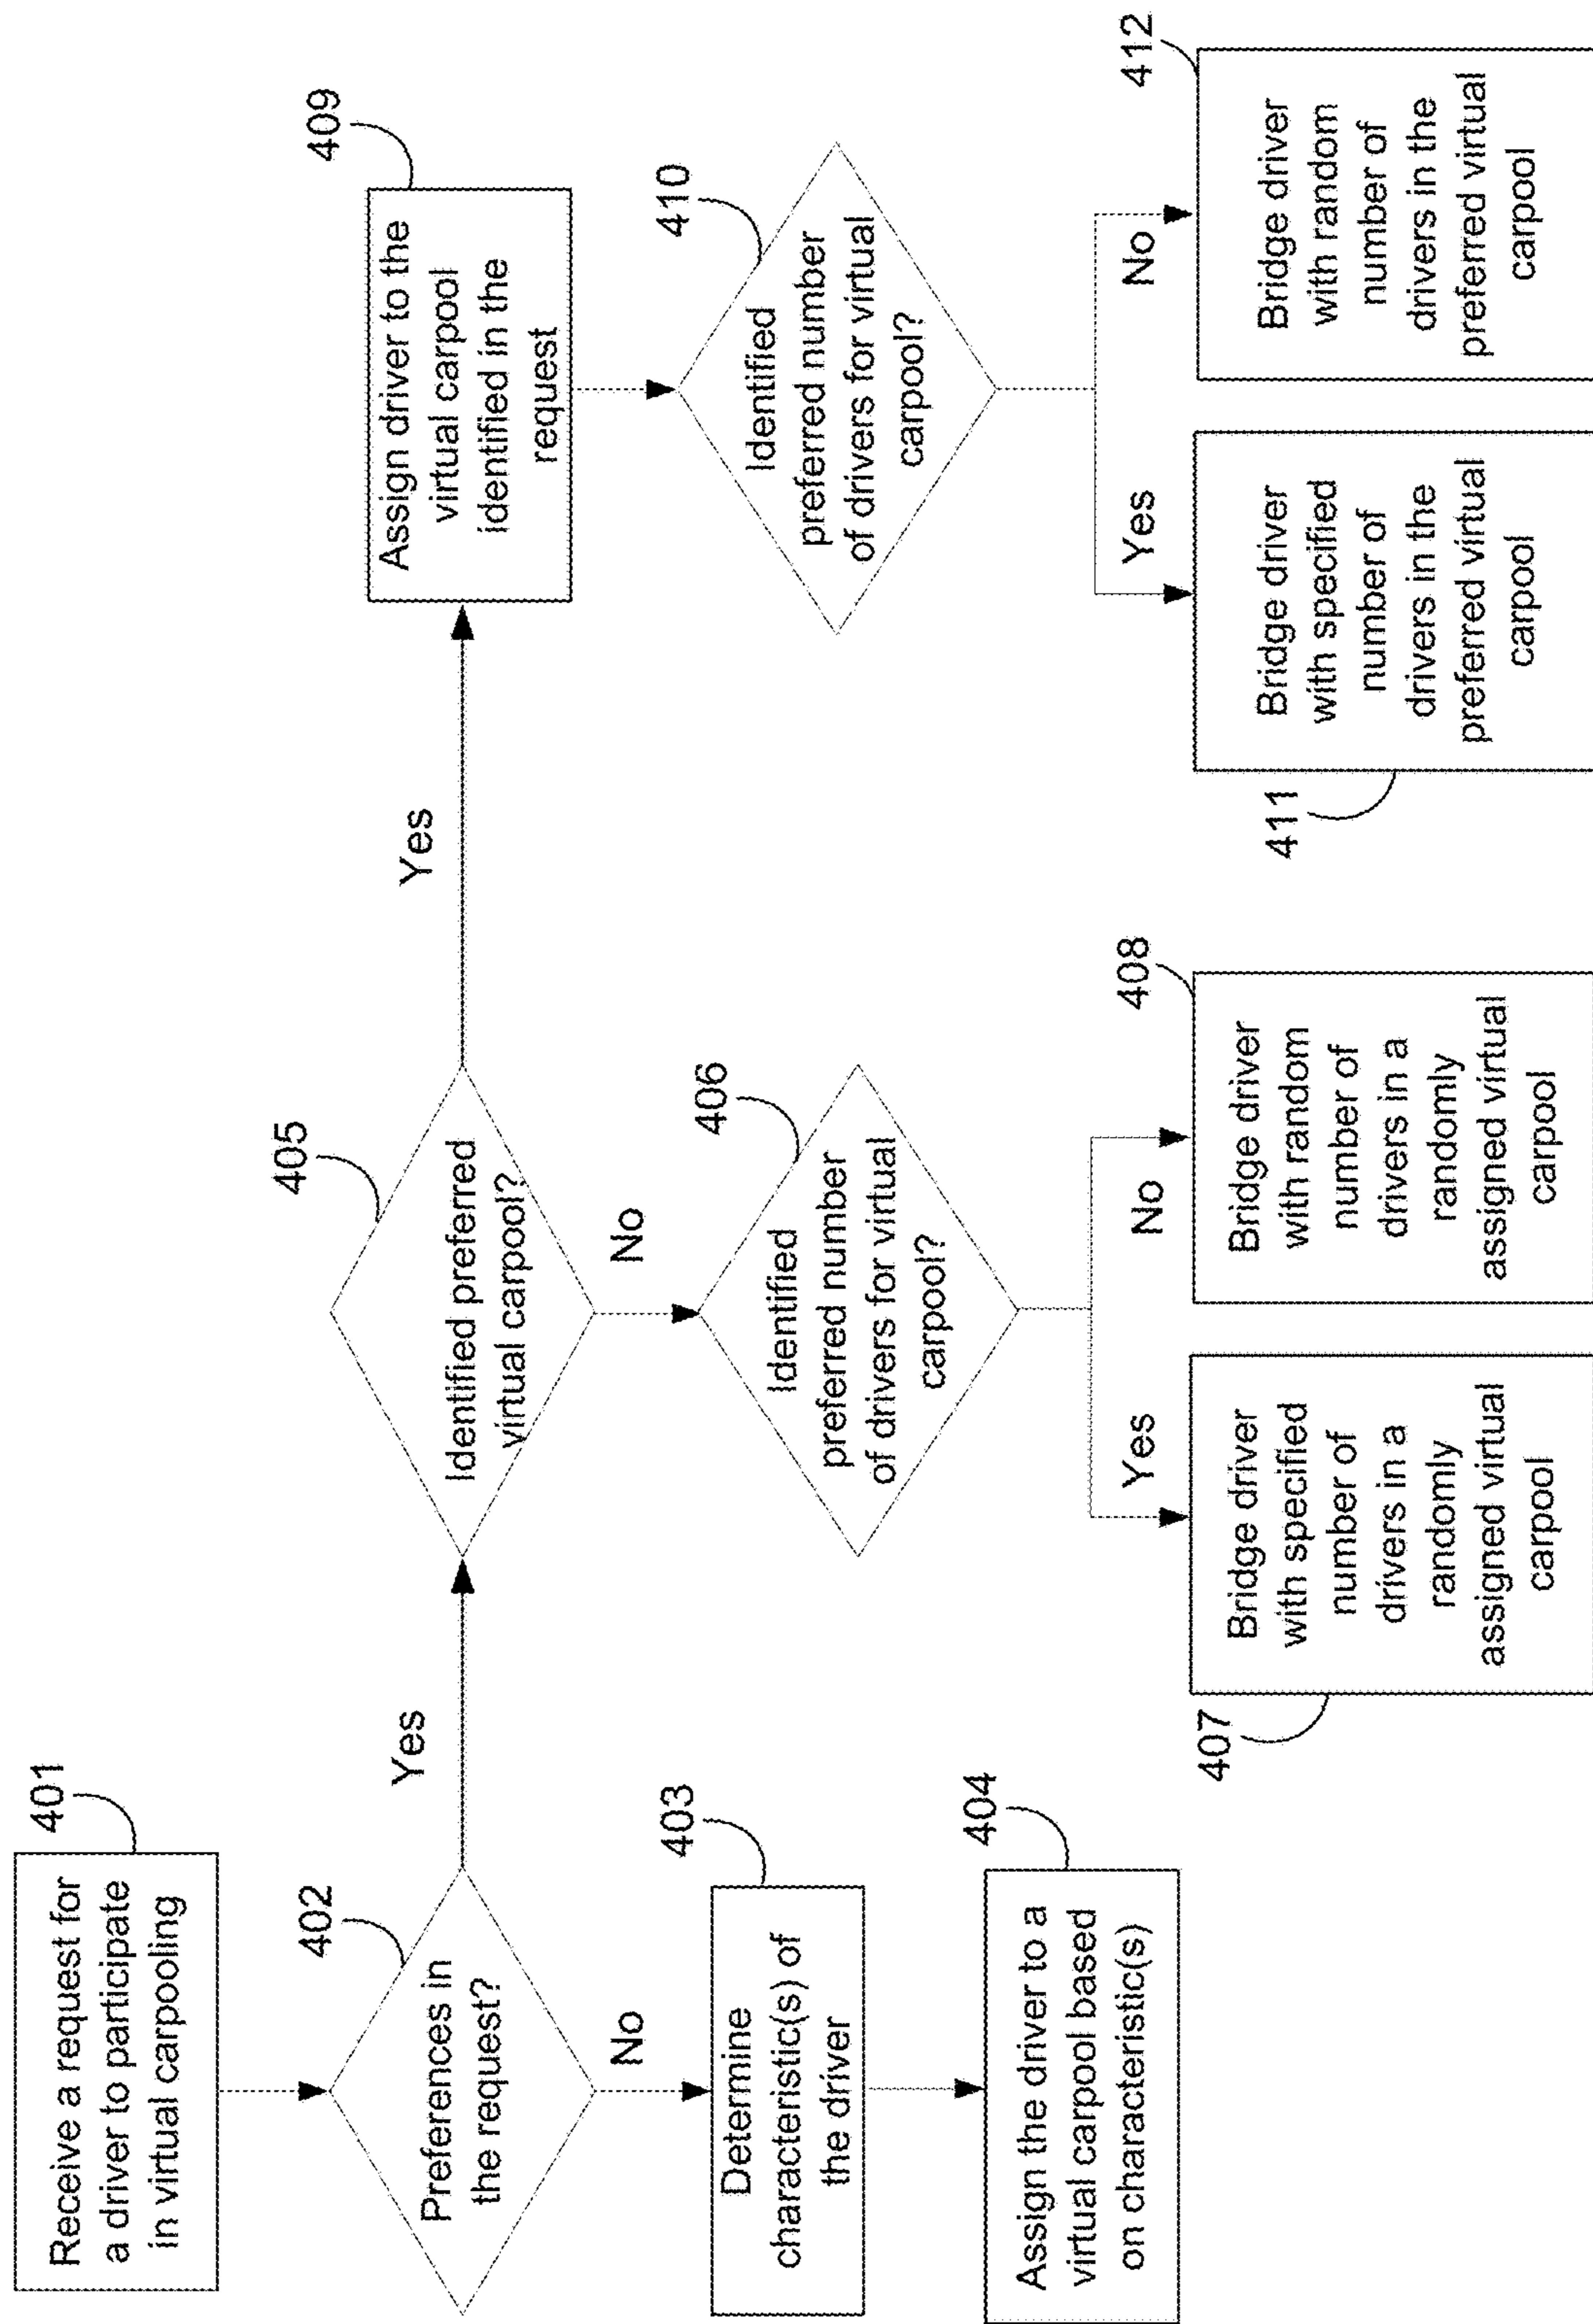 401
Receive a request for
a driver to participate
in virtual carpooling
402
Preferences in
the request?
Yes
No
403
Determine
characteristic(s) of
the driver
404
Assign the driver to a
virtual carpool based
on characteristic(s)
405
Identified preferred
virtual carpool?
Yes
No
406
Identified
preferred number
of drivers for virtual
carpool?
Yes
No
407
Bridge driver
with specified
number of
drivers in a
randomly
assigned virtual
carpool
408
Bridge driver
with random
number of
drivers in a
randomly
assigned virtual
carpool
409
Assign driver to the
virtual carpool
identified in the
request
410
Identified
preferred number
of drivers for virtual
carpool?
Yes
No
411
Bridge driver
with specified
number of
drivers in the
preferred virtual
carpool
412
Bridge driver
with random
number of
drivers in the
preferred virtual
carpool